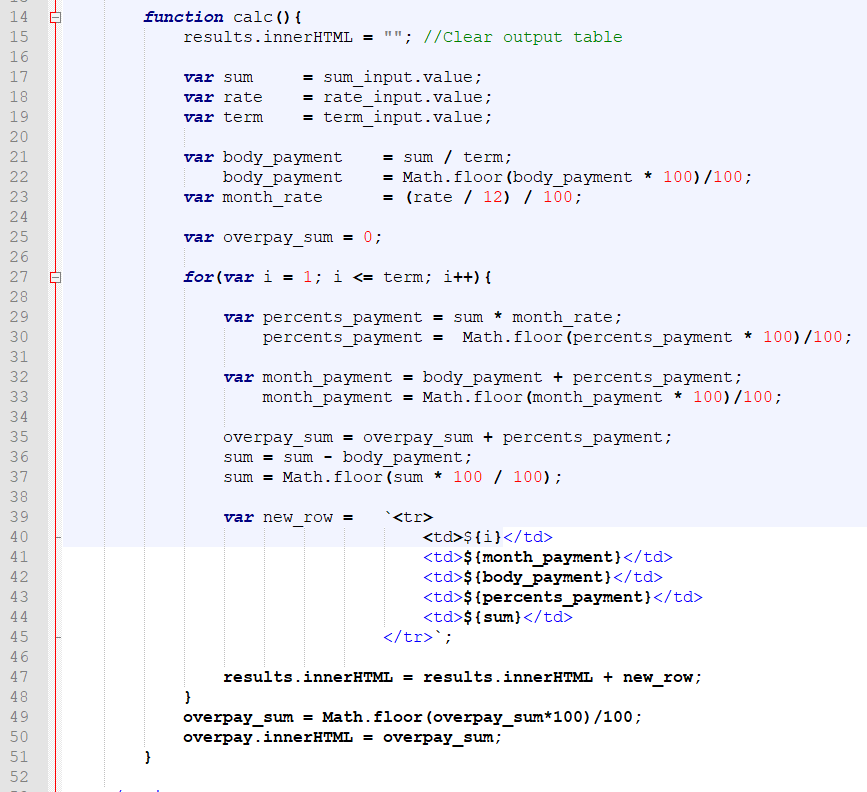 14 function calc(){
15 results.innerHTML = ""; //Clear output table
16
17 var sum = sum_input.value;
18 var rate = rate_input.value;
19 var term = term_input.value;
20
21 var body_payment = sum / term;
22 body_payment = Math.floor(body_payment * 100)/100;
23 var month_rate = (rate / 12) / 100;
24
25 var overpay_sum = 0;
26
27 for(var i = 1; i <= term; i++){
28
29 var percents_payment = sum * month_rate;
30 percents_payment = Math.floor(percents_payment * 100)/100;
31
32 var month_payment = body_payment + percents_payment;
33 month_payment = Math.floor(month_payment * 100)/100;
34
35 overpay_sum = overpay_sum + percents_payment;
36 sum = sum - body_payment;
37 sum = Math.floor(sum * 100 / 100);
38
39 var new_row = `<tr>
40 <td>${i}</td>
41 <td>${month_payment}</td>
42 <td>${body_payment}</td>
43 <td>${percents_payment}</td>
44 <td>${sum}</td>
45 </tr>`;
46
47 results.innerHTML = results.innerHTML + new_row;
48 }
49 overpay_sum = Math.floor(overpay_sum*100)/100;
50 overpay.innerHTML = overpay_sum;
51 }
52